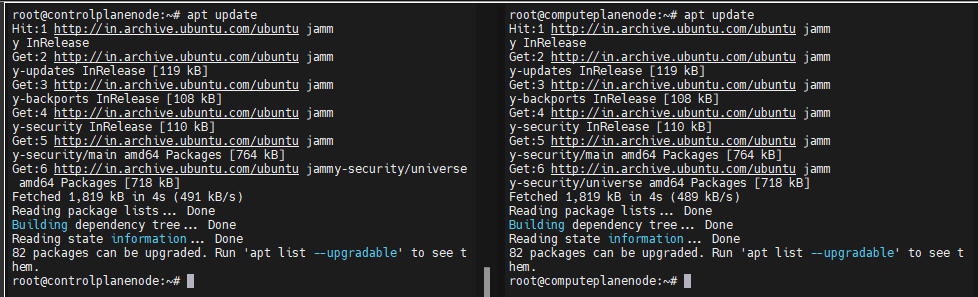 root@controlplanenode:~# apt update
Hit:1 http://in.archive.ubuntu.com/ubuntu jamm
y InRelease
Get:2 http://in.archive.ubuntu.com/ubuntu jamm
y-updates InRelease [119 kB]
Get:3 http://in.archive.ubuntu.com/ubuntu jamm
y-backports InRelease [108 kB]
Get:4 http://in.archive.ubuntu.com/ubuntu jamm
y-security InRelease [110 kB]
Get:5 http://in.archive.ubuntu.com/ubuntu jamm
y-security/main amd64 Packages [764 kB]
Get:6 http://in.archive.ubuntu.com/ubuntu jammy-security/universe
 amd64 Packages [718 kB]
Fetched 1,819 kB in 4s (491 kB/s)
Reading package lists... Done
Building dependency tree... Done
Reading state information... Done
82 packages can be upgraded. Run 'apt list --upgradable' to see t
hem.
root@controlplanenode:~#
root@computeplanenode:~# apt update
Hit:1 http://in.archive.ubuntu.com/ubuntu jamm
y InRelease
Get:2 http://in.archive.ubuntu.com/ubuntu jamm
y-updates InRelease [119 kB]
Get:3 http://in.archive.ubuntu.com/ubuntu jamm
y-backports InRelease [108 kB]
Get:4 http://in.archive.ubuntu.com/ubuntu jamm
y-security InRelease [110 kB]
Get:5 http://in.archive.ubuntu.com/ubuntu jamm
y-security/main amd64 Packages [764 kB]
Get:6 http://in.archive.ubuntu.com/ubuntu jamm
y-security/universe amd64 Packages [718 kB]
Fetched 1,819 kB in 4s (489 kB/s)
Reading package lists... Done
Building dependency tree... Done
Reading state information... Done
82 packages can be upgraded. Run 'apt list --upgradable' to see t
hem.
root@computeplanenode:~#